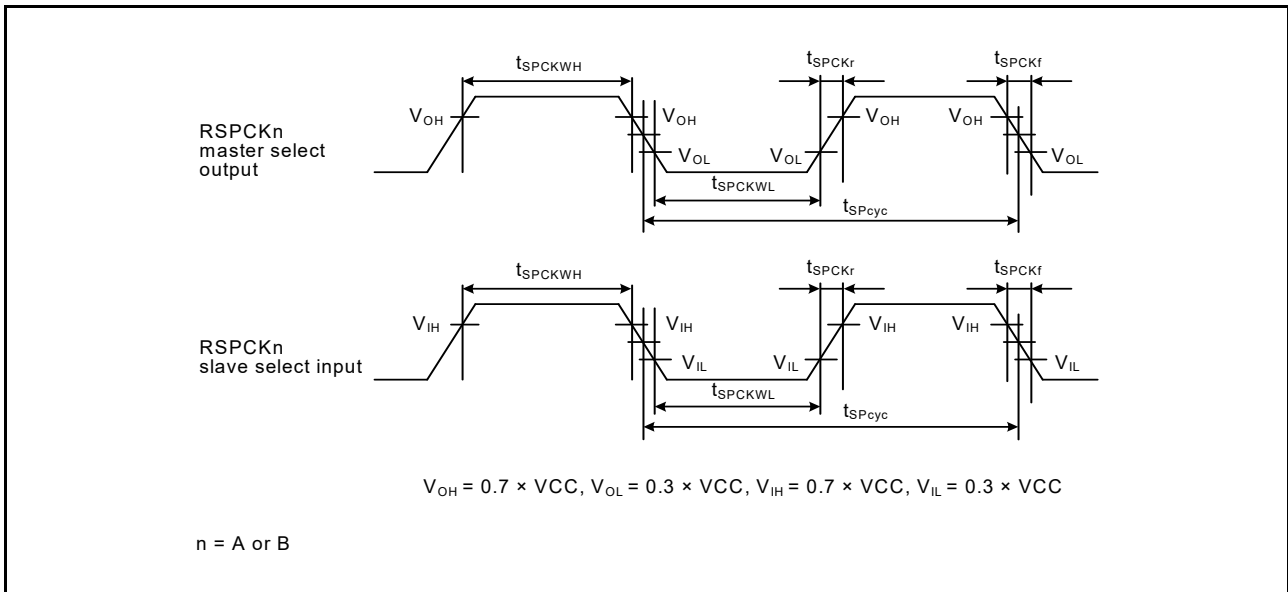 tSPCKWH
tSPCKr
tSPCKf
VOH
VOH
VOH
VOH
RSPCKn
master select
output
VOL
VOL
VOL
tSPCKWL
tSPcyc
tSPCKWH
tSPCKr
tSPCKf
VIH
VIH
VIH
VIH
RSPCKn
slave select input
VIL
VIL
VIL
tSPCKWL
tSPcyc
VOH = 0.7 × VCC, VOL = 0.3 × VCC, VIH = 0.7 × VCC, VIL = 0.3 × VCC
n = A or B